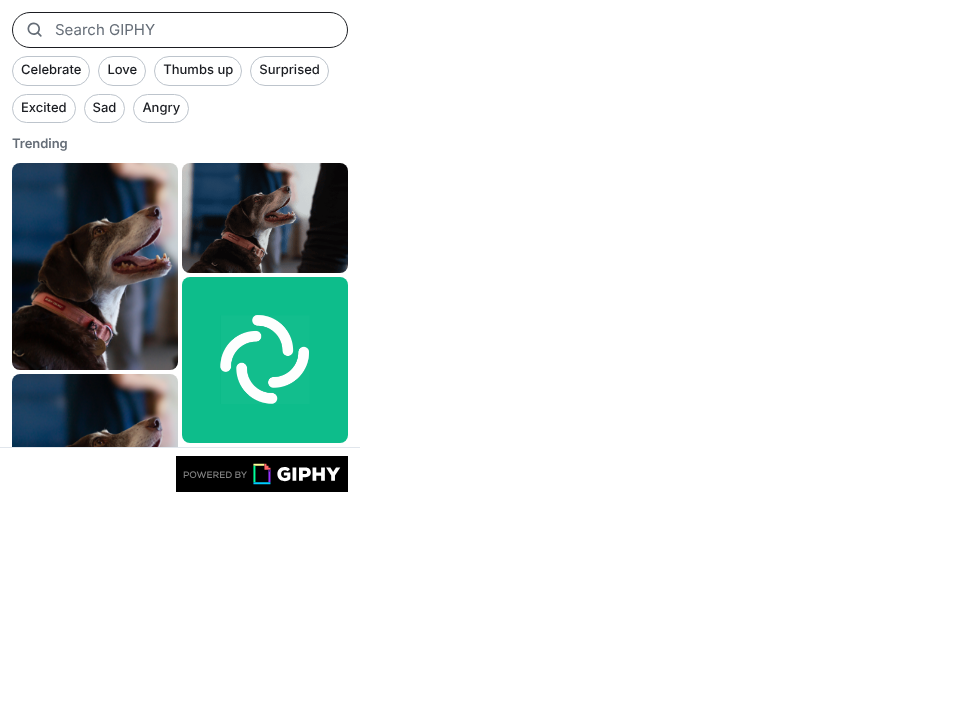 Search GIPHY
Celebrate Love Thumbs up Surprised
Excited Sad Angry
Trending
POWERED BY GIPHY